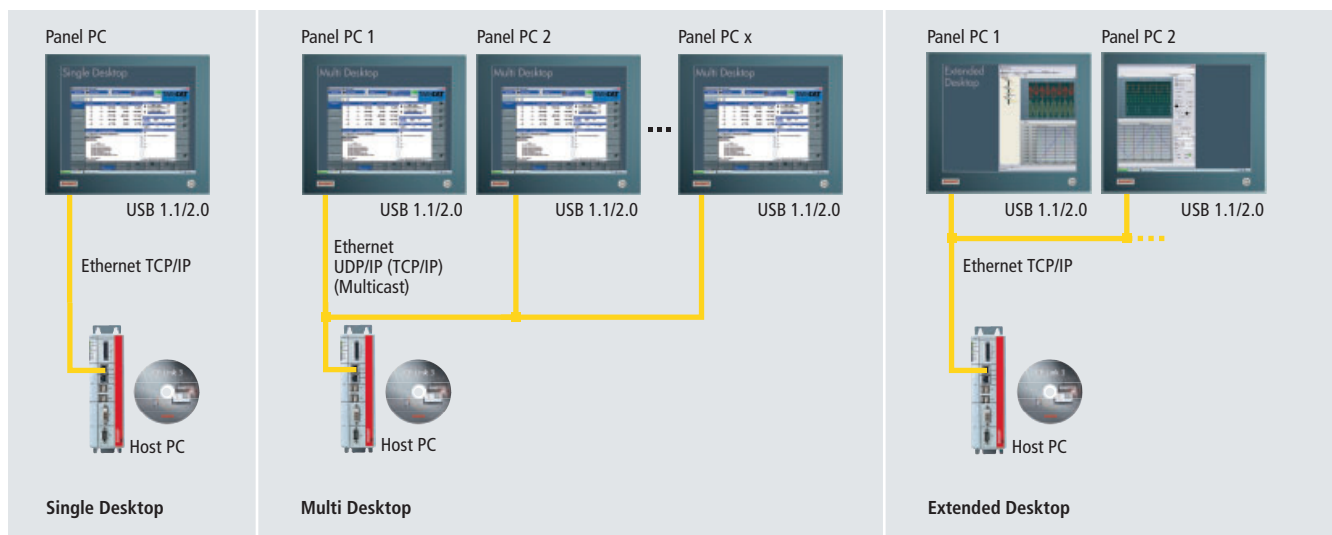 Panel PC
Single Desktop
USB 1.1/2.0
Ethernet TCP/IP
Host PC
Single Desktop
Panel PC 1
Panel PC 2
Panel PC x
Multi Desktop
Multi Desktop
Multi Desktop
...
USB 1.1/2.0
USB 1.1/2.0
USB 1.1/2.0
Ethernet
UDP/IP (TCP/IP)
(Multicast)
Host PC
Multi Desktop
Panel PC 1
Panel PC 2
Extended
Desktop
USB 1.1/2.0
USB 1.1/2.0
Ethernet TCP/IP
Host PC
Extended Desktop